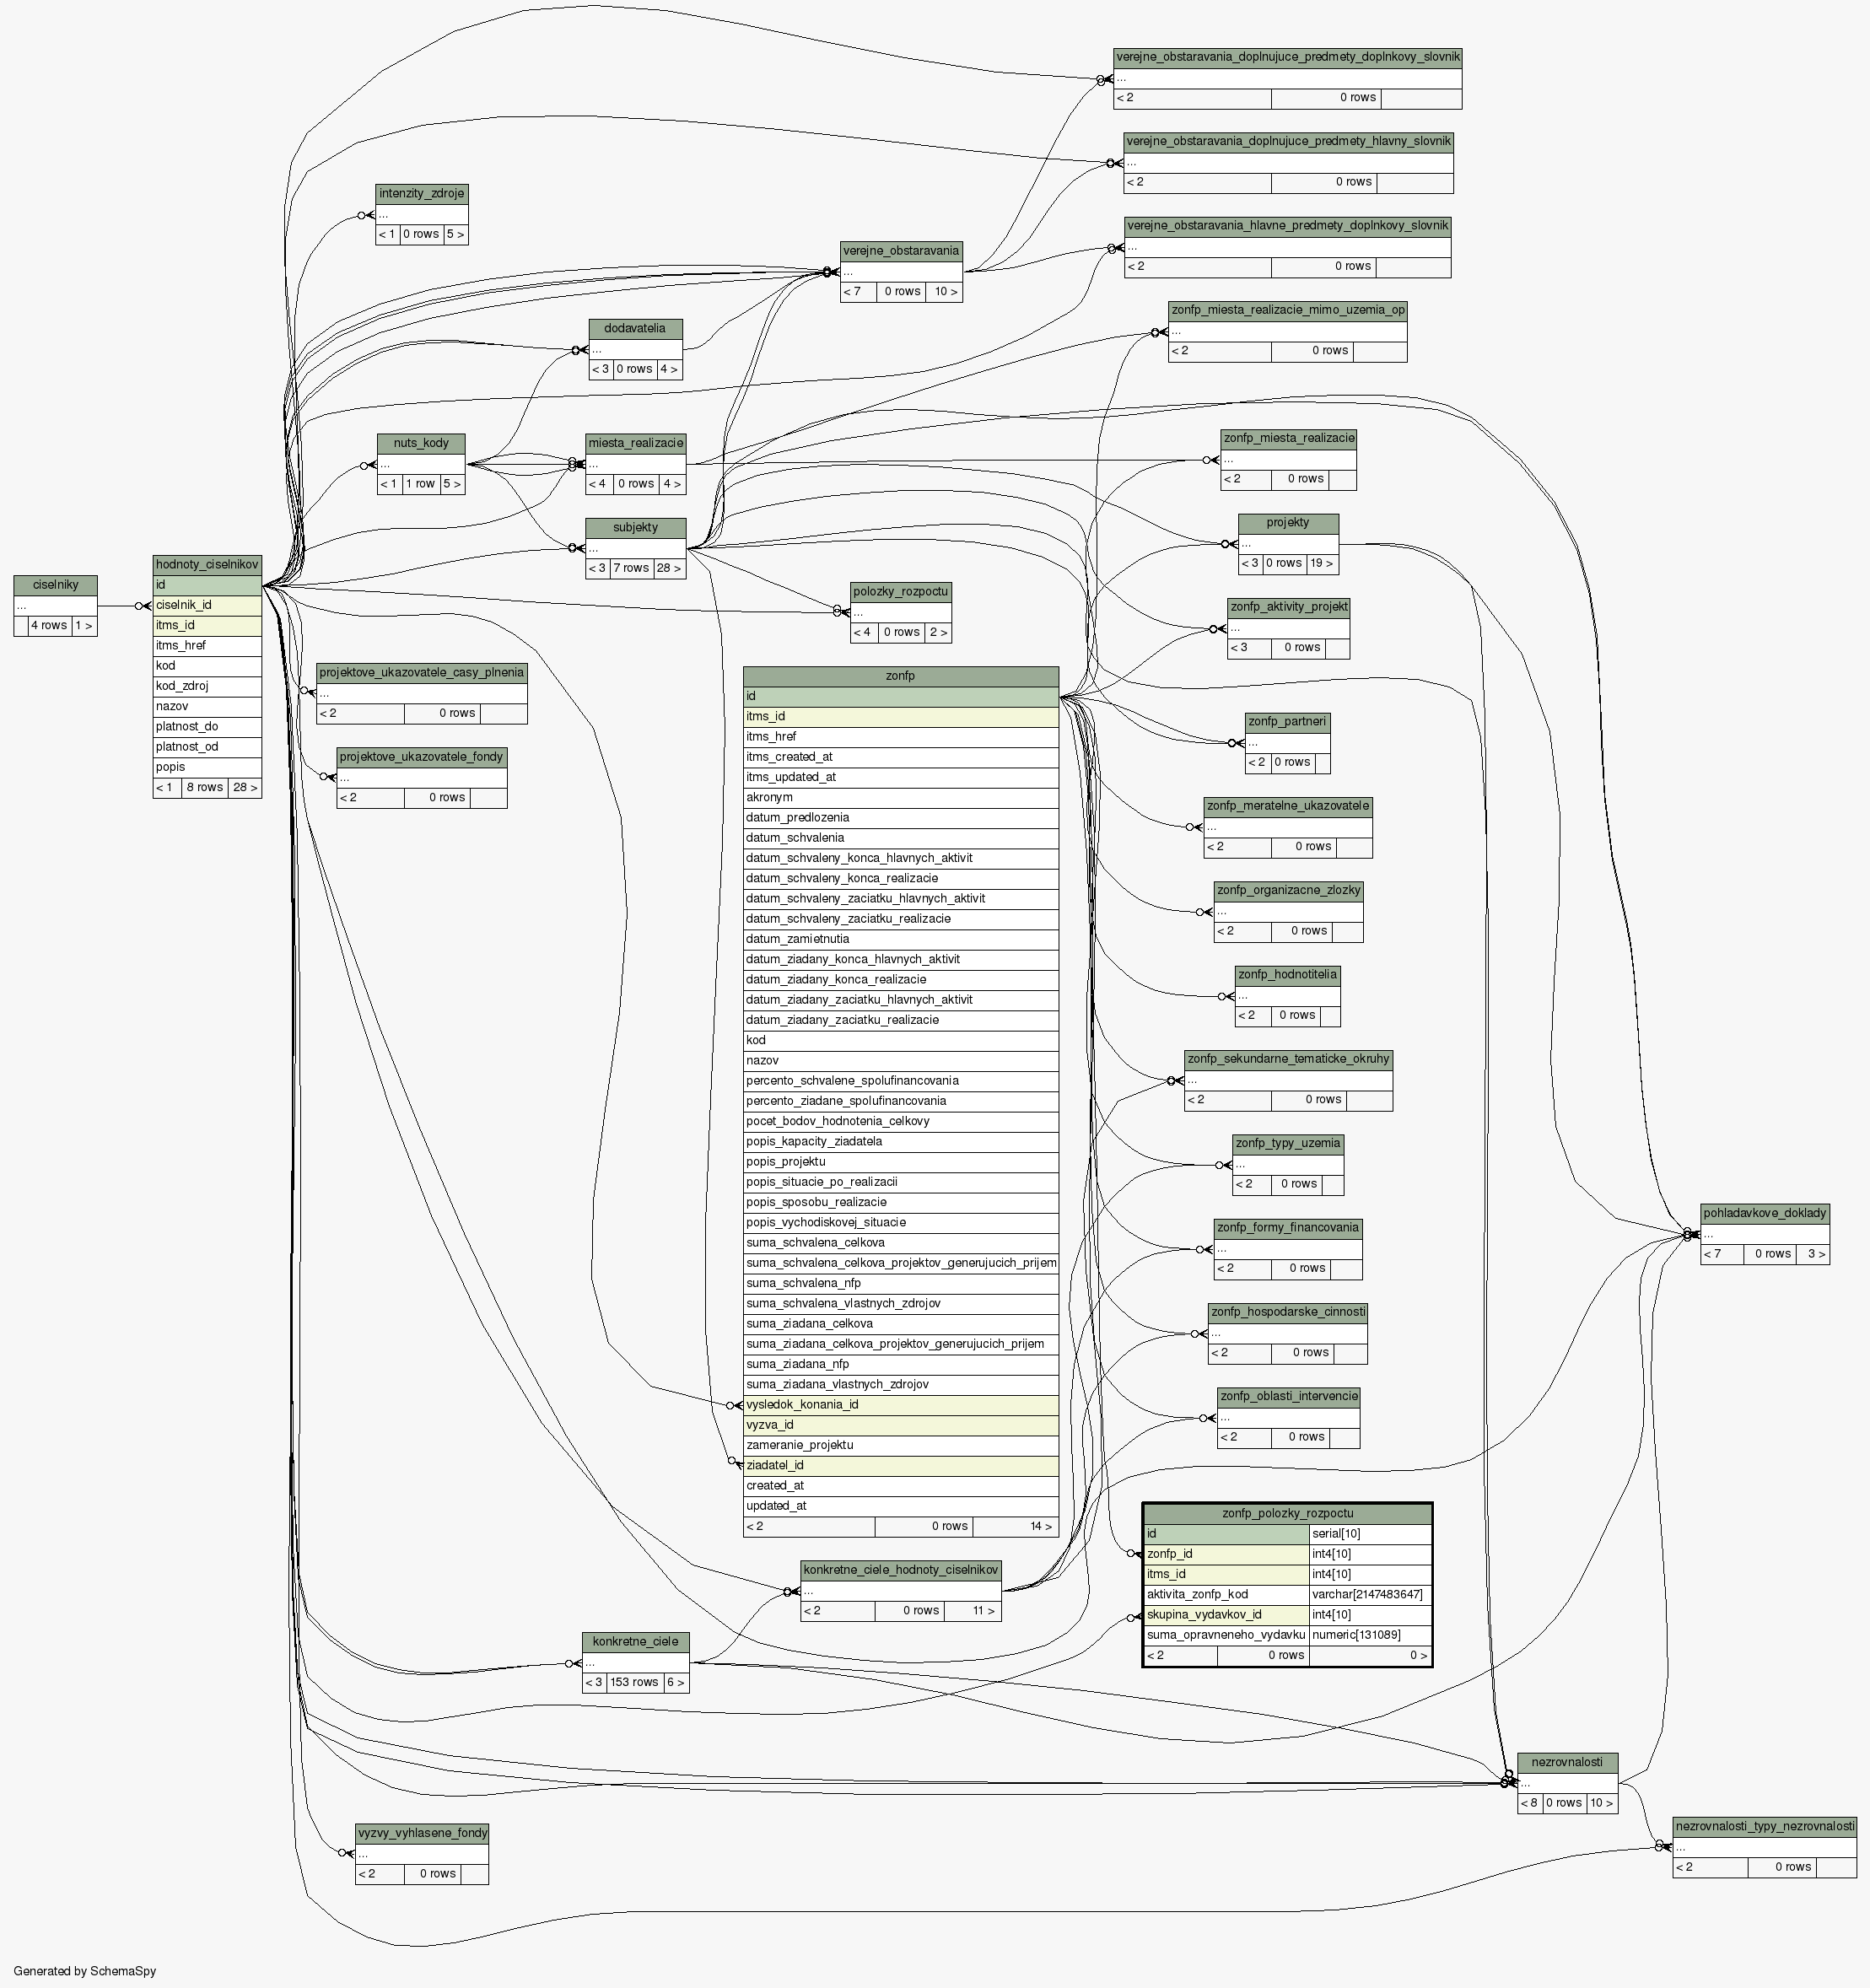 verejne_obstaravania_doplnujuce_predmety_doplnkovy_slovnik
...
< 2 0 rows
verejne_obstaravania_doplnujuce_predmety_hlavny_slovnik
...
< 2 0 rows
intenzity_zdroje
...
< 1 0 rows 5 >
verejne_obstaravania_hlavne_predmety_doplnkovy_slovnik
...
< 2 0 rows
verejne_obstaravania
...
< 7 0 rows 10 >
zonfp_miesta_realizacie_mimo_uzemia_op
...
< 2 0 rows
dodavatelia
...
< 3 0 rows 4 >
nuts_kody
...
< 1 1 row 5 >
miesta_realizacie
...
< 4 0 rows 4 >
zonfp_miesta_realizacie
...
< 2 0 rows
subjekty
...
< 3 7 rows 28 >
projekty
...
< 3 0 rows 19 >
ciselniky
...
4 rows 1 >
hodnoty_ciselnikov
id
ciselnik_id
itms_id
itms_href
kod
kod_zdroj
nazov
platnost_do
platnost_od
popis
< 1 8 rows 28 >
polozky_rozpoctu
...
< 4 0 rows 2 >
zonfp_aktivity_projekt
...
< 3 0 rows
projektove_ukazovatele_casy_plnenia
...
< 2 0 rows
projektove_ukazovatele_fondy
...
< 2 0 rows
zonfp
id
itms_id
itms_href
itms_created_at
itms_updated_at
akronym
datum_predlozenia
datum_schvalenia
datum_schvaleny_konca_hlavnych_aktivit
datum_schvaleny_konca_realizacie
datum_schvaleny_zaciatku_hlavnych_aktivit
datum_schvaleny_zaciatku_realizacie
datum_zamietnutia
datum_ziadany_konca_hlavnych_aktivit
datum_ziadany_konca_realizacie
datum_ziadany_zaciatku_hlavnych_aktivit
datum_ziadany_zaciatku_realizacie
kod
nazov
percento_schvalene_spolufinancovania
percento_ziadane_spolufinancovania
pocet_bodov_hodnotenia_celkovy
popis_kapacity_ziadatela
popis_projektu
popis_situacie_po_realizacii
popis_sposobu_realizacie
popis_vychodiskovej_situacie
suma_schvalena_celkova
suma_schvalena_celkova_projektov_generujucich_prijem
suma_schvalena_nfp
suma_schvalena_vlastnych_zdrojov
suma_ziadana_celkova
suma_ziadana_celkova_projektov_generujucich_prijem
suma_ziadana_nfp
suma_ziadana_vlastnych_zdrojov
vysledok_konania_id
vyzva_id
zameranie_projektu
ziadatel_id
created_at
updated_at
< 2 0 rows 14 >
zonfp_partneri
...
< 2 0 rows
zonfp_meratelne_ukazovatele
...
< 2 0 rows
zonfp_organizacne_zlozky
...
< 2 0 rows
zonfp_hodnotitelia
...
< 2 0 rows
zonfp_sekundarne_tematicke_okruhy
...
< 2 0 rows
zonfp_typy_uzemia
...
< 2 0 rows
zonfp_formy_financovania
...
< 2 0 rows
pohladavkove_doklady
...
< 7 0 rows 3 >
zonfp_hospodarske_cinnosti
...
< 2 0 rows
zonfp_oblasti_intervencie
...
< 2 0 rows
zonfp_polozky_rozpoctu
id serial[10]
zonfp_id int4[10]
itms_id int4[10]
aktivita_zonfp_kod varchar[2147483647]
skupina_vydavkov_id int4[10]
suma_opravneneho_vydavku numeric[131089]
< 2 0 rows 0 >
konkretne_ciele_hodnoty_ciselnikov
...
< 2 0 rows 11 >
konkretne_ciele
...
< 3 153 rows 6 >
nezrovnalosti
...
< 8 0 rows 10 >
vyzvy_vyhlasene_fondy
...
< 2 0 rows
nezrovnalosti_typy_nezrovnalosti
...
< 2 0 rows
Generated by SchemaSpy